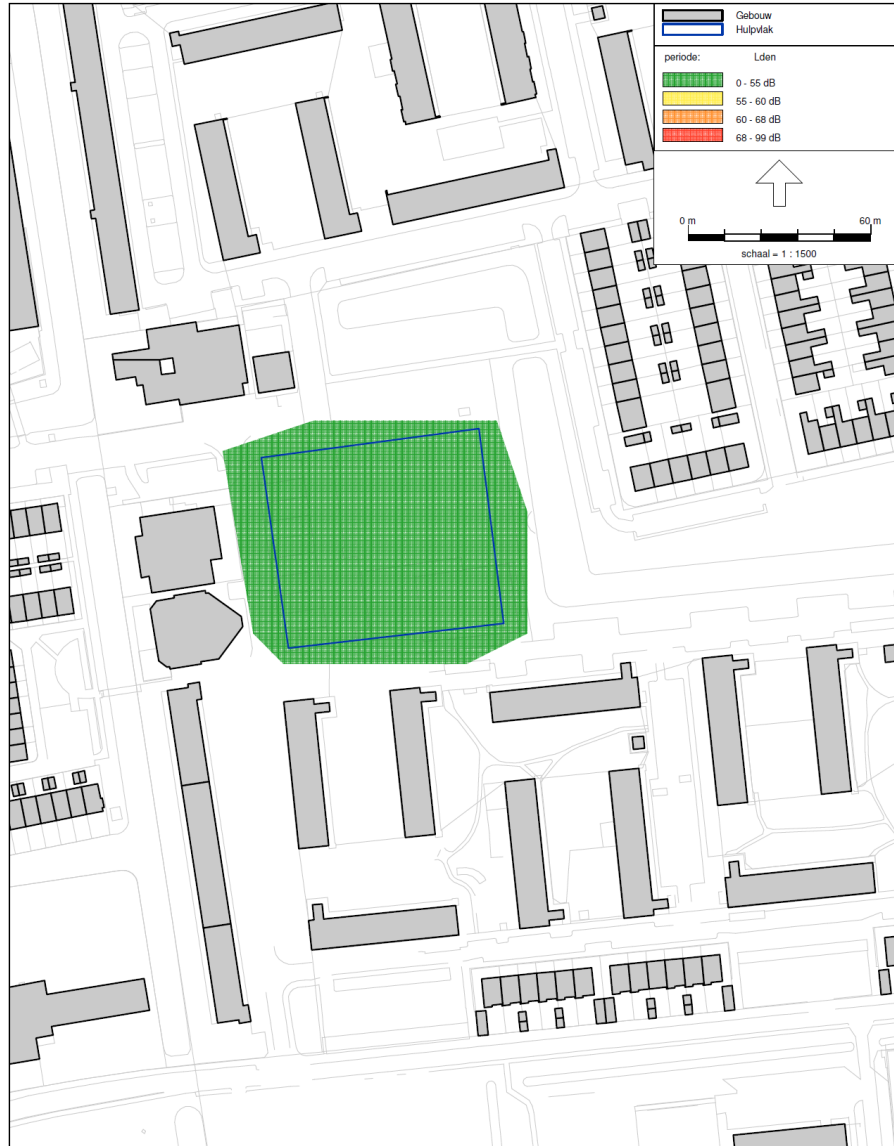 Gebouw
Hulpvlak
periode: Lden
0 - 55 dB
55 - 60 dB
60 - 68 dB
68 - 99 dB
0 m 60 m
schaal = 1 : 1500